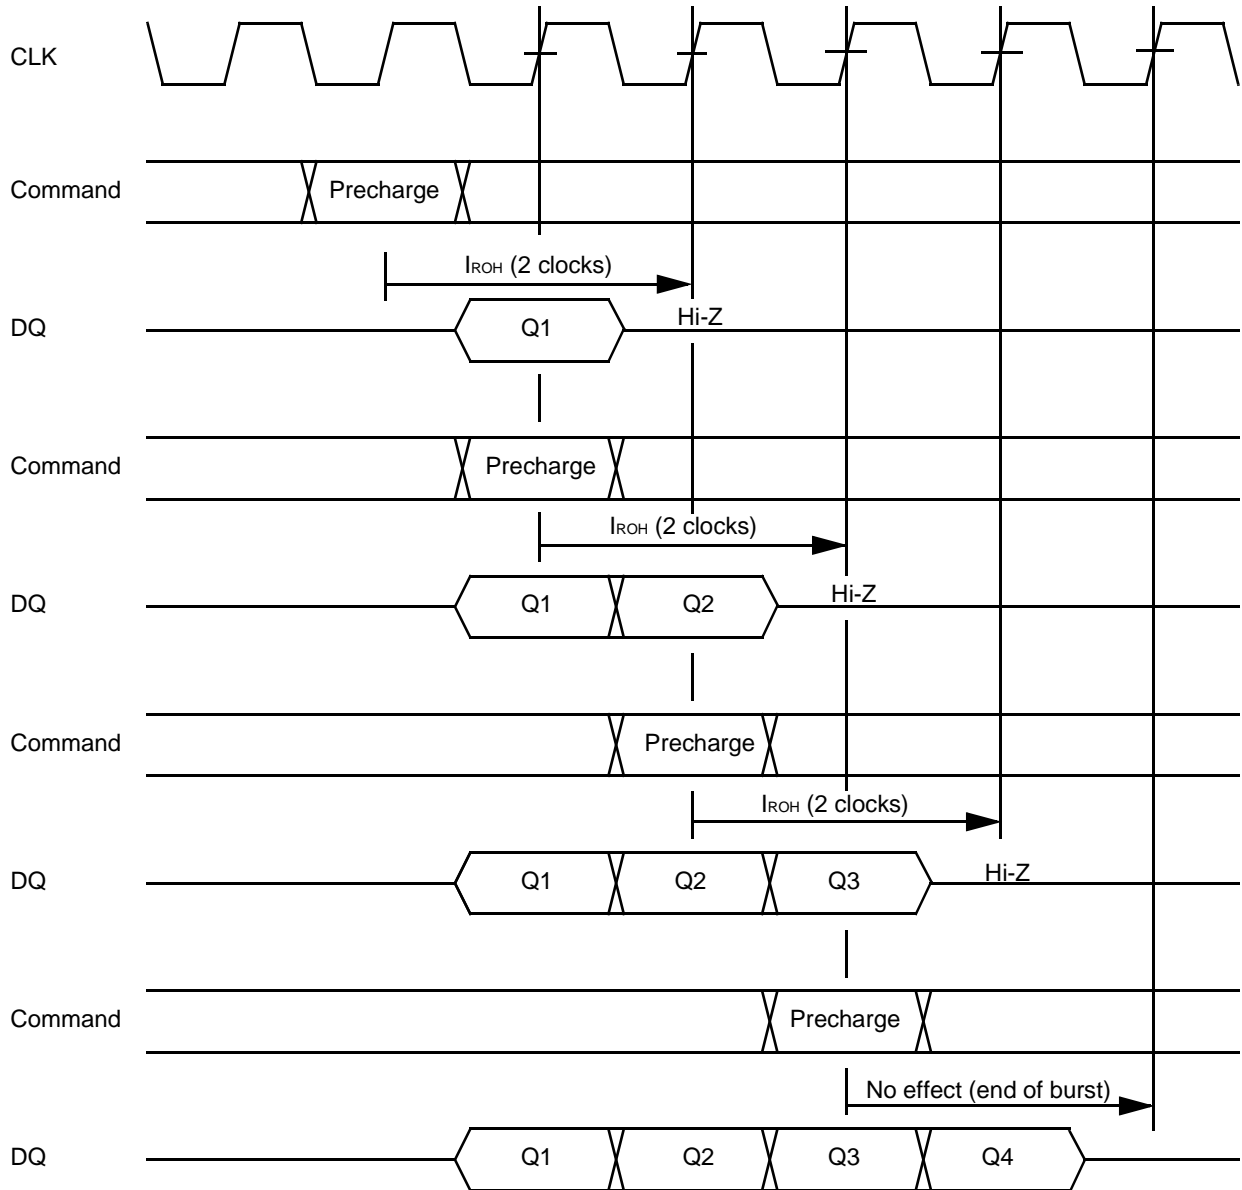 CLK
Command Precharge
IROH (2 clocks)
DQ Q1 Hi-Z
Command Precharge
IROH (2 clocks)
DQ Q1 Q2 Hi-Z
Command Precharge
IROH (2 clocks)
DQ Q1 Q2 Q3 Hi-Z
Command Precharge
No effect (end of burst)
DQ Q1 Q2 Q3 Q4